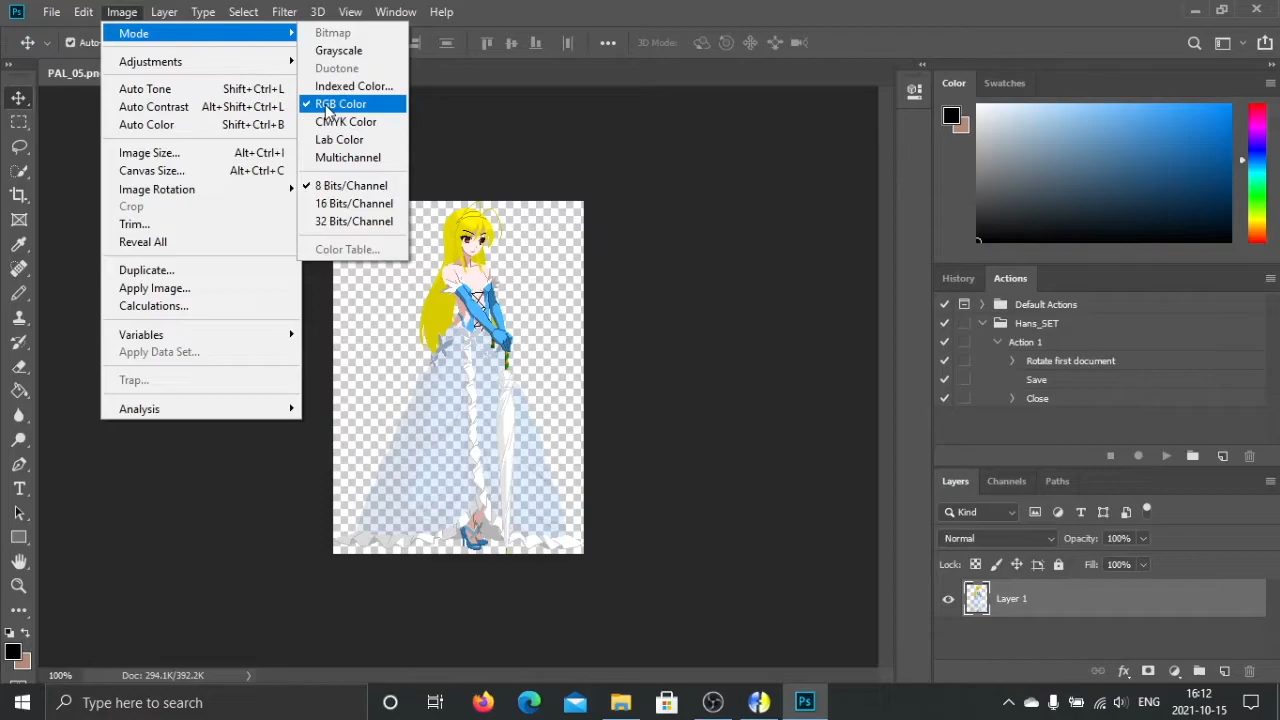 Ps File Edit Image Layer Type Select Filter 3D View Window Help
3D Mode:
PAL_05.pn
Mode
Adjustments
Auto Tone Shift+Ctrl+L
Auto Contrast Alt+Shift+Ctrl+L
Auto Color Shift+Ctrl+B
Image Size... Alt+Ctrl+I
Canvas Size... Alt+Ctrl+C
Image Rotation
Crop
Trim...
Reveal All
Duplicate...
Apply Image...
Calculations...
Variables
Apply Data Set...
Trap...
Analysis
Bitmap
Grayscale
Duotone
Indexed Color...
RGB Color
CMYK Color
Lab Color
Multichannel
8 Bits/Channel
16 Bits/Channel
32 Bits/Channel
Color Table...
Color Swatches
History Actions
Default Actions
Hans_SET
Action 1
Rotate first document
Save
Close
Layers Channels Paths
Kind
Normal Opacity: 100%
Lock: Fill: 100%
Layer 1
fx
100% Doc: 294.1K/392.2K
Type here to search
Ps
ENG
16:12
2021-10-15